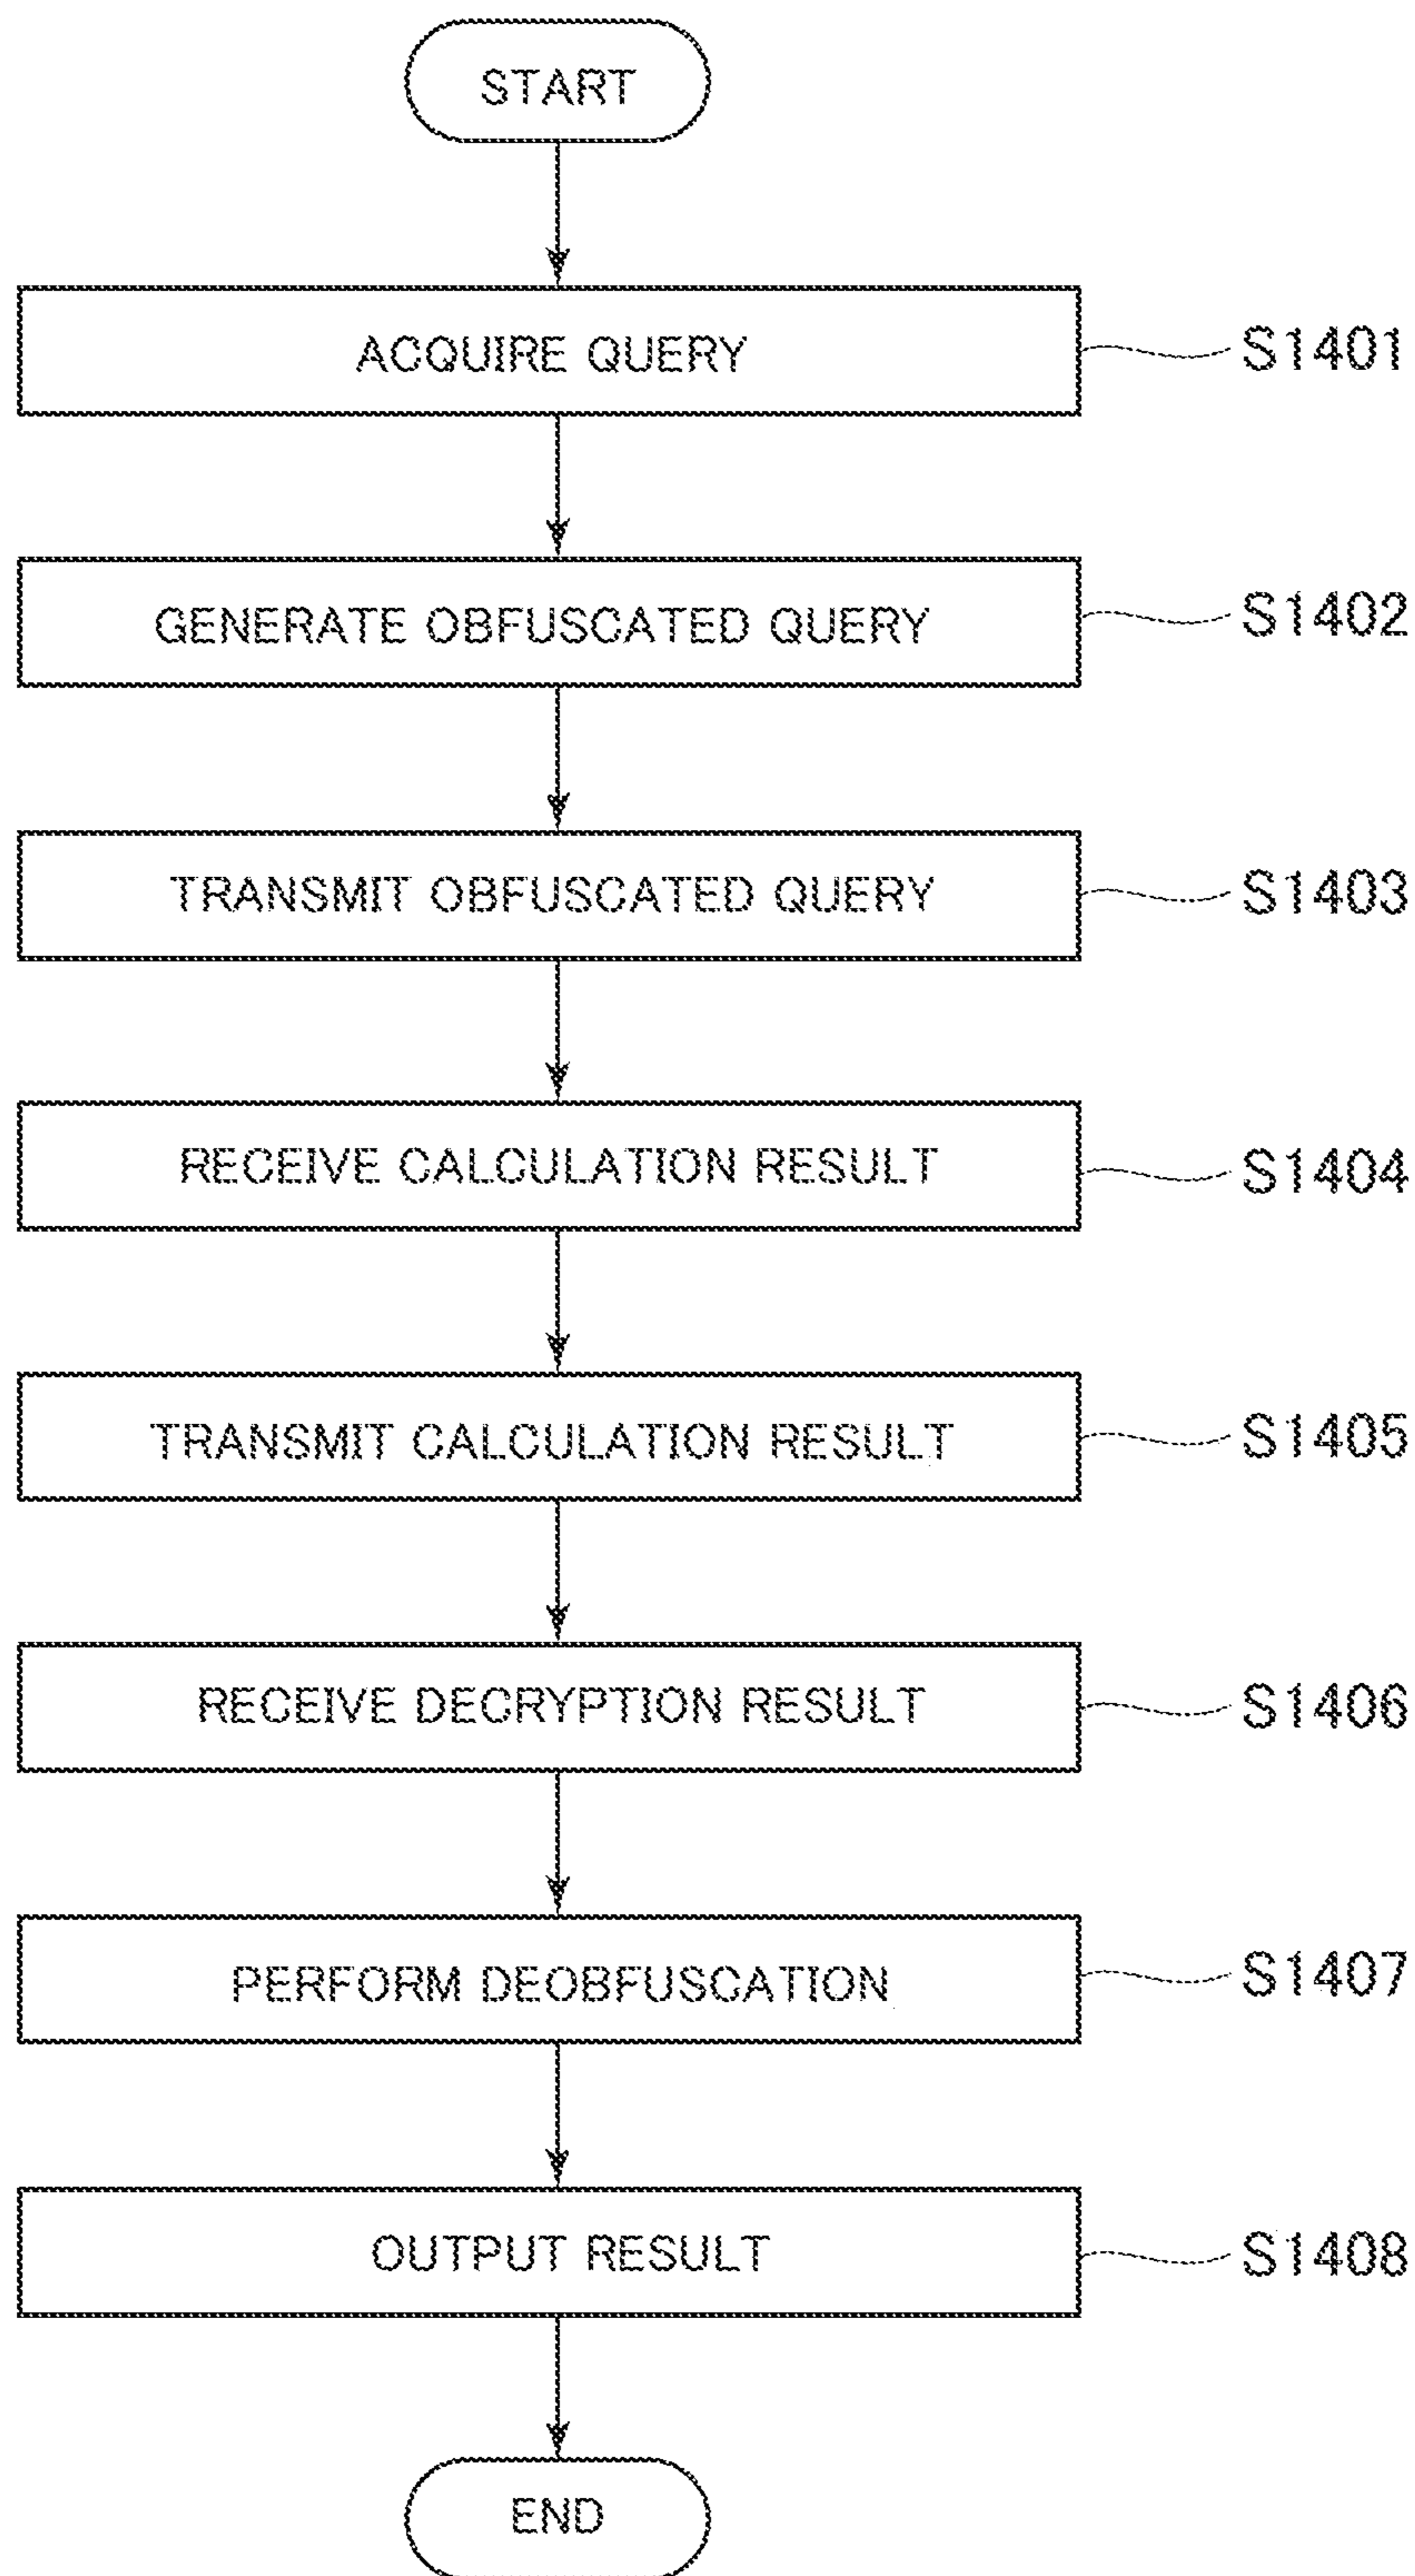 START
ACQUIRE QUERY
S1401
GENERATE OBFUSCATED QUERY
S1402
TRANSMIT OBFUSCATED QUERY
S1403
RECEIVE CALCULATION RESULT
S1404
TRANSMIT CALCULATION RESULT
S1405
RECEIVE DECRYPTION RESULT
S1406
PERFORM DEOBFUSCATION
S1407
OUTPUT RESULT
S1408
END